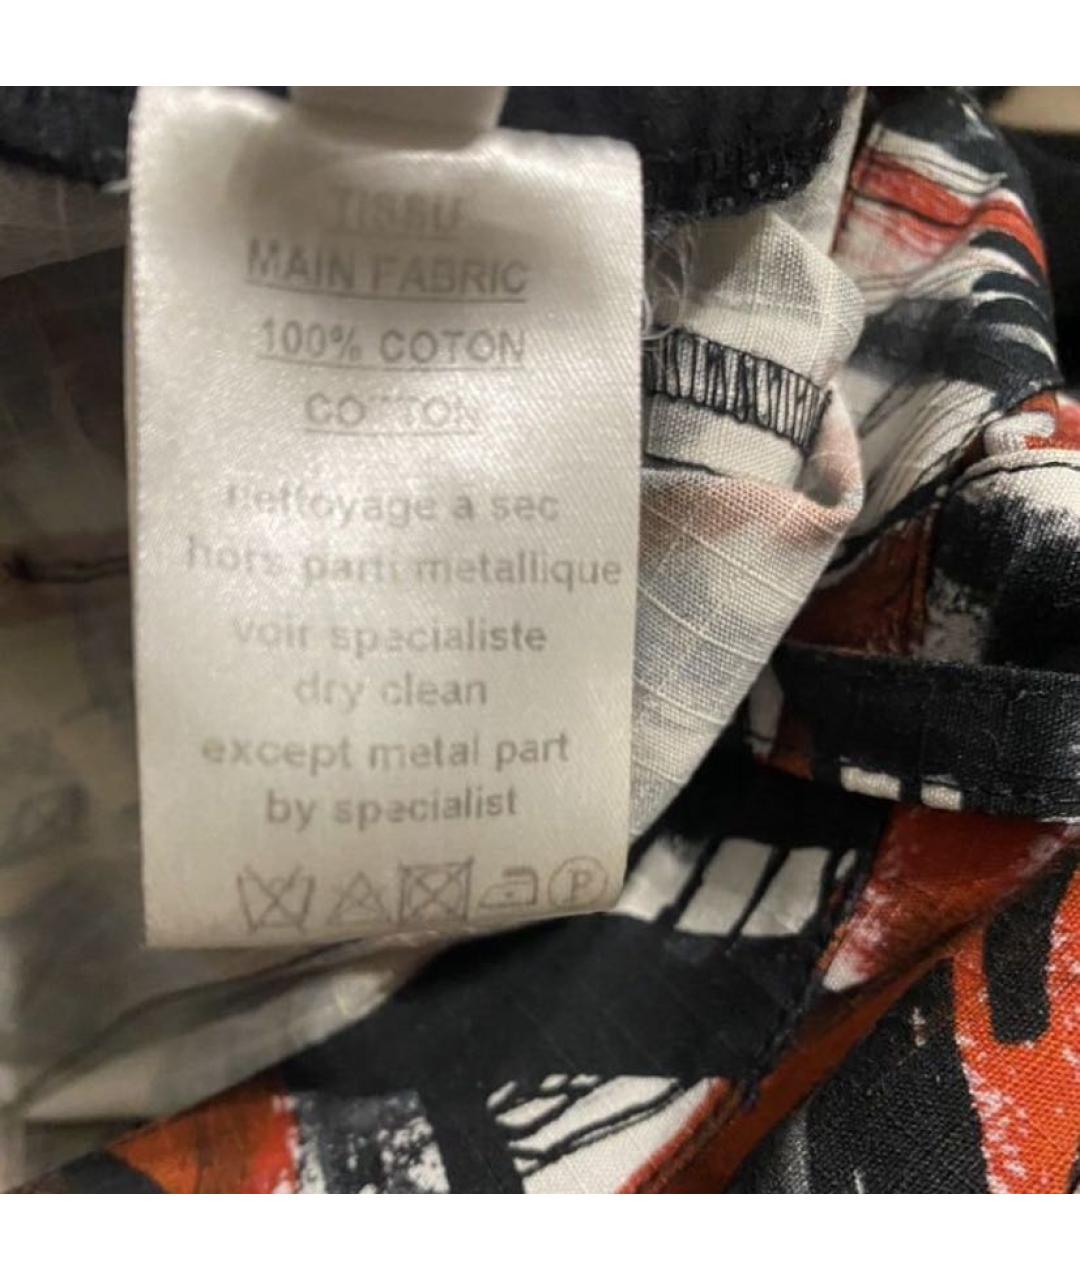 TISSU
MAIN FABRIC
100% COTON
COTTON
nettoyage a sec
hors parti metallique
voir specialiste
dry clean
except metal part
by specialist
P